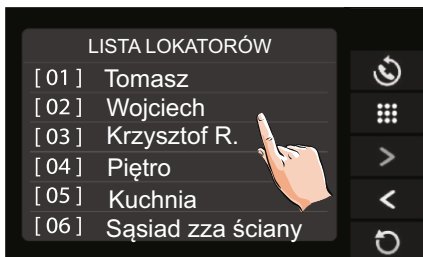 LISTA LOKATORÓW
[ 01 ] Tomasz
[ 02 ] Wojciech
[ 03 ] Krzysztof R.
[ 04 ] Piętro
[ 05 ] Kuchnia
[ 06 ] Sąsiad zza ściany